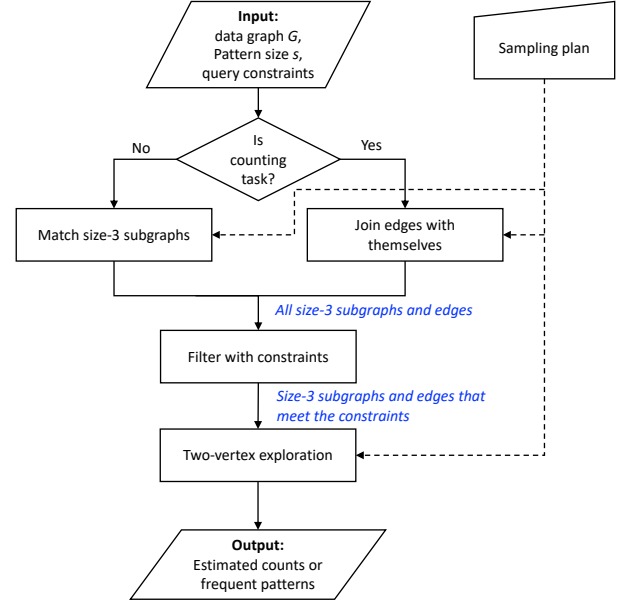 Input:
data graph G,
Pattern size s,
query constraints
Sampling plan
Is
counting
task?
No
Yes
Match size-3 subgraphs
Join edges with
themselves
All size-3 subgraphs and edges
Filter with constraints
Size-3 subgraphs and edges that
meet the constraints
Two-vertex exploration
Output:
Estimated counts or
frequent patterns